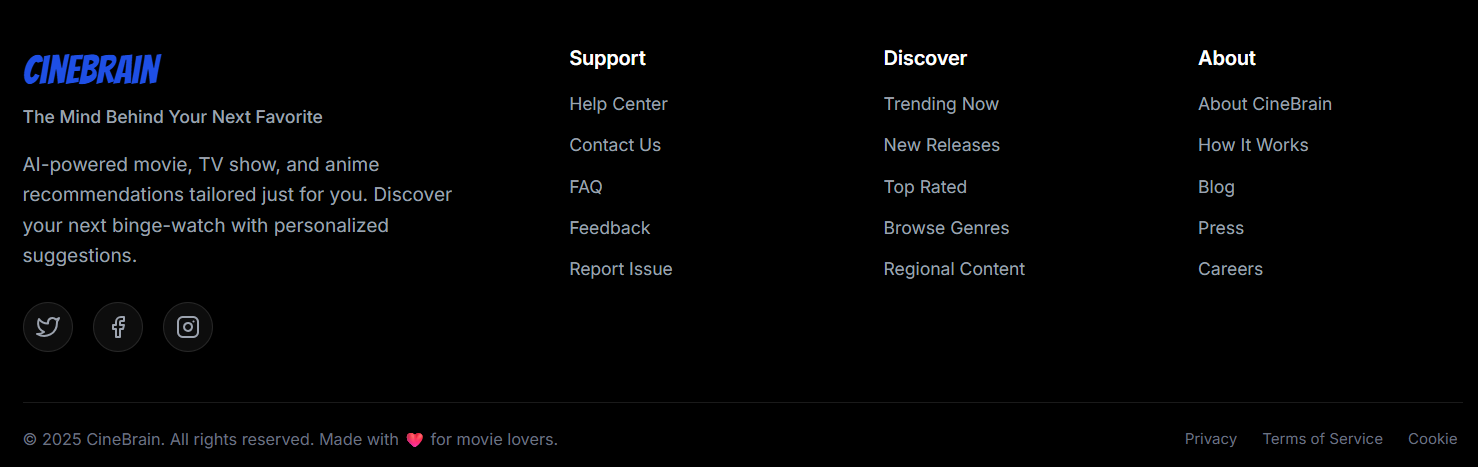 CINEBRAIN
The Mind Behind Your Next Favorite
AI-powered movie, TV show, and anime
recommendations tailored just for you. Discover
your next binge-watch with personalized
suggestions.
Support
Help Center
Contact Us
FAQ
Feedback
Report Issue
Discover
Trending Now
New Releases
Top Rated
Browse Genres
Regional Content
About
About CineBrain
How It Works
Blog
Press
Careers
© 2025 CineBrain. All rights reserved. Made with ❤️ for movie lovers.
Privacy Terms of Service Cookie